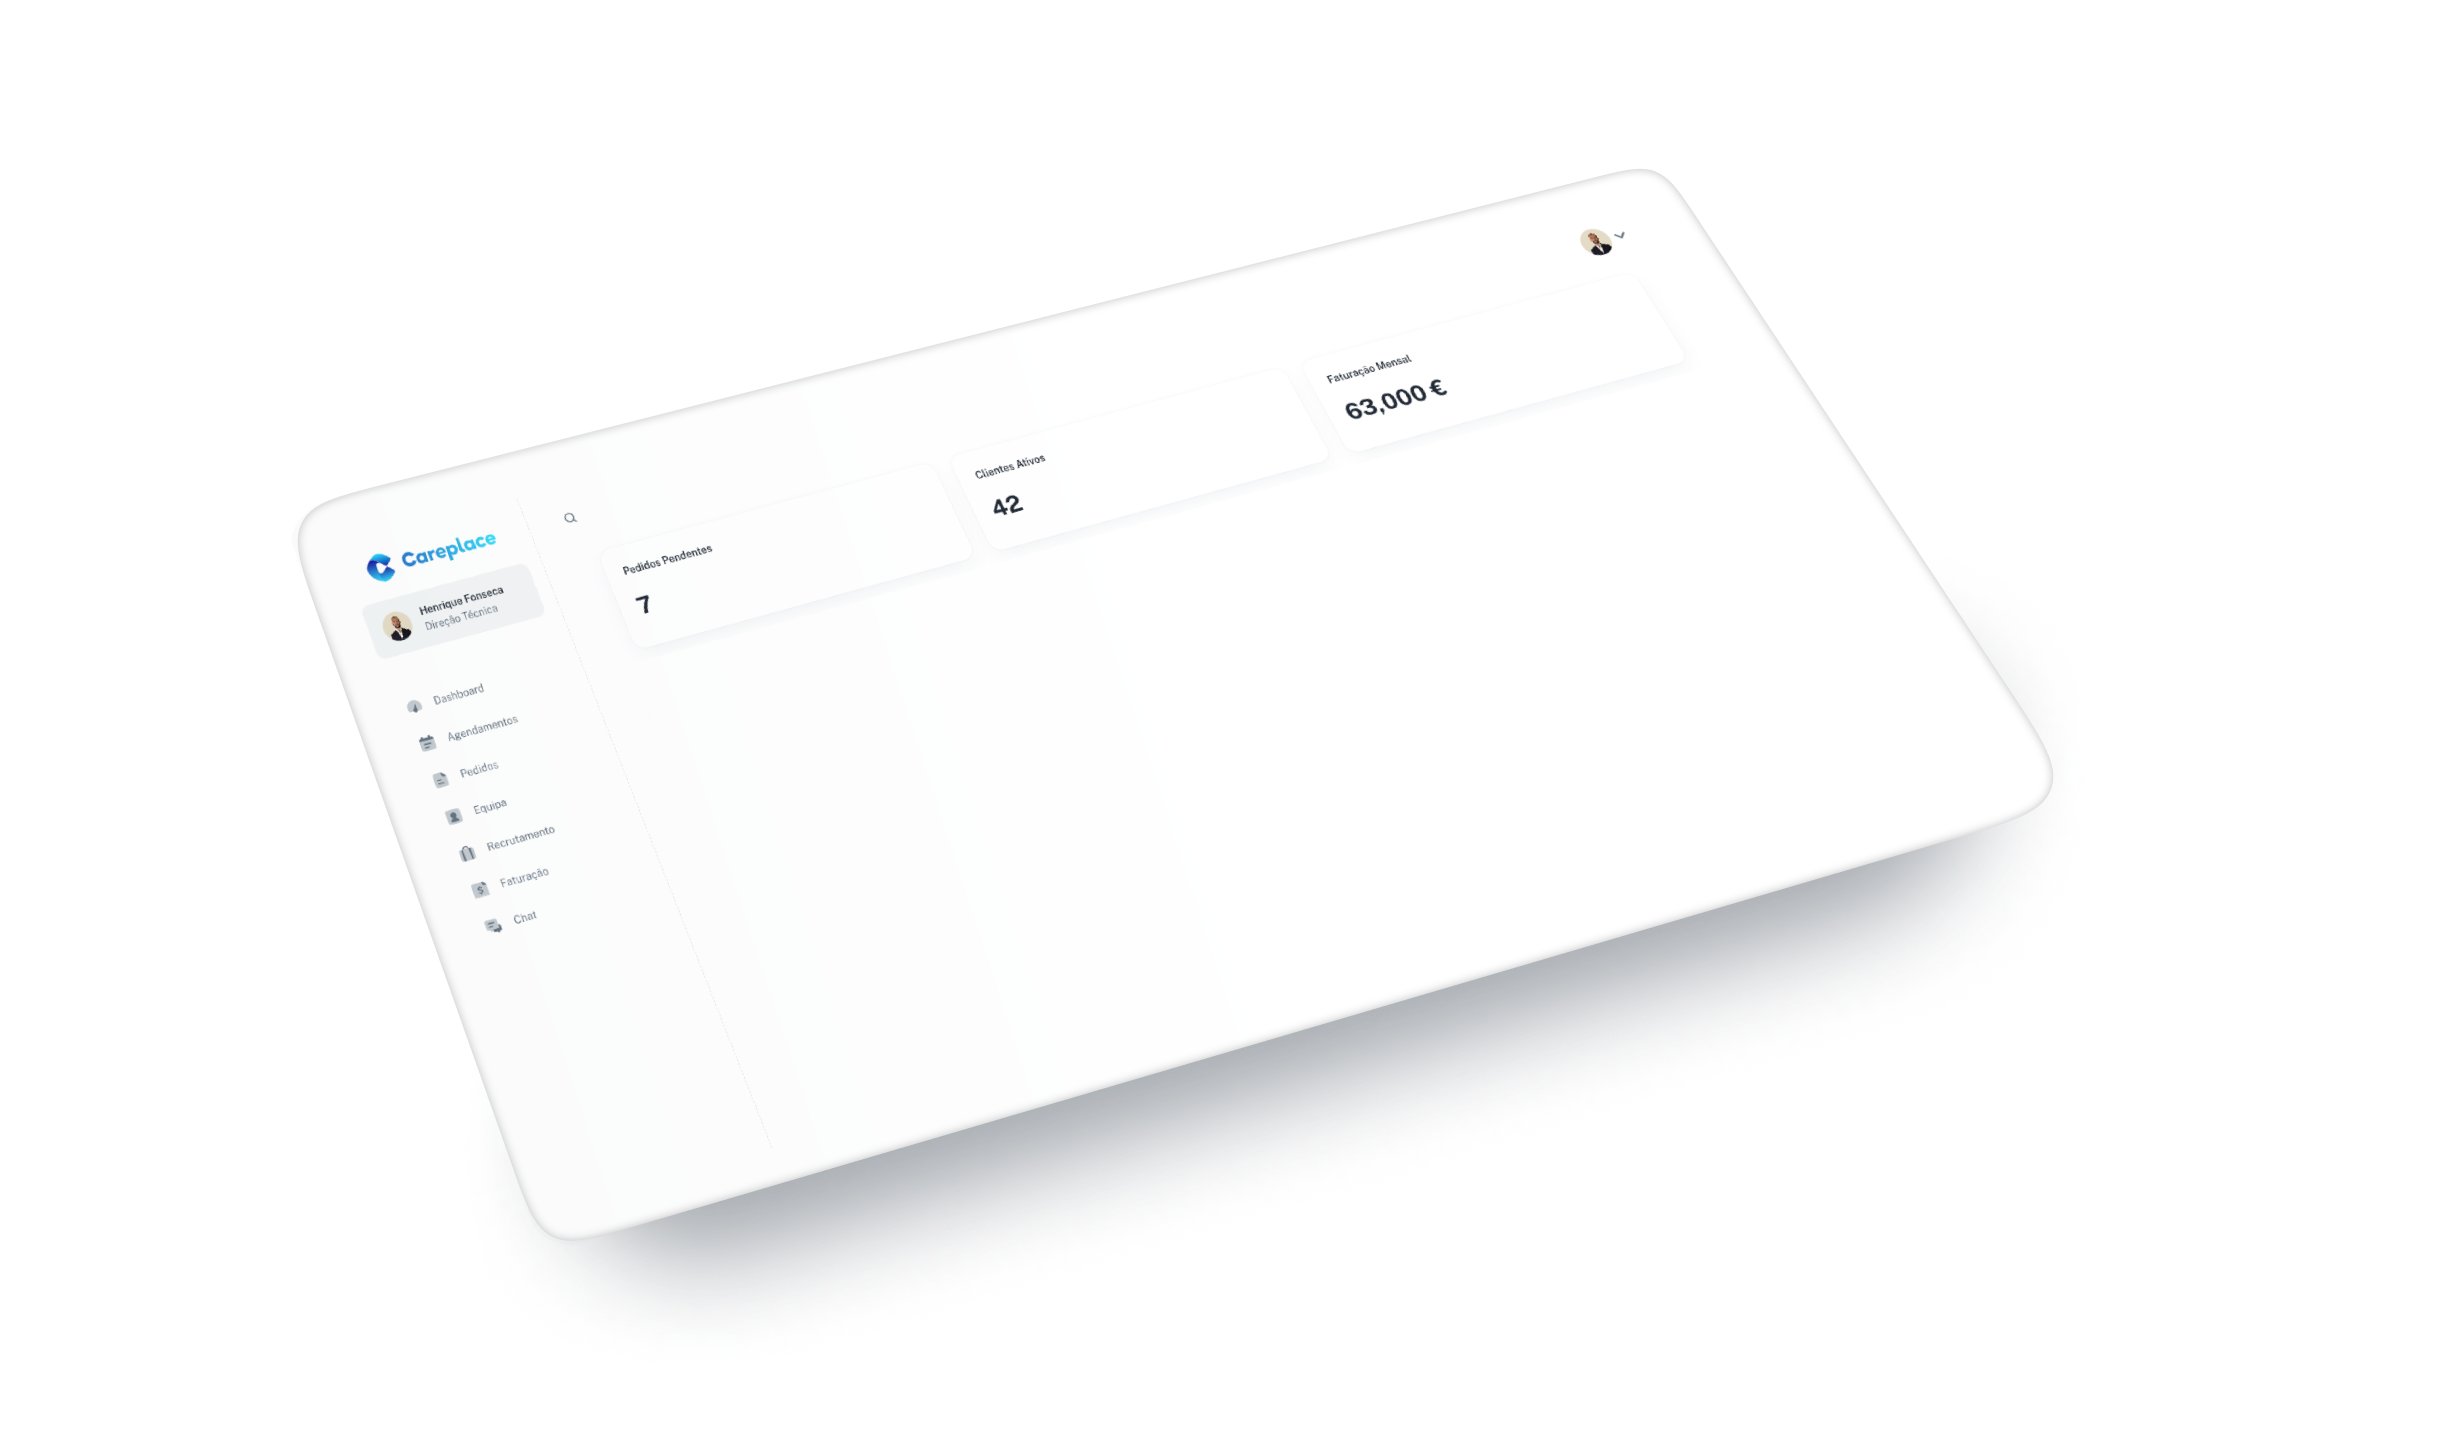 Careplace
Henrique Fonseca
Direção Técnica
Dashboard
Agendamentos
Pedidos
Equipa
Recrutamento
Faturação
Chat
Pedidos Pendentes
7
Clientes Ativos
42
Faturação Mensal
63,000 €